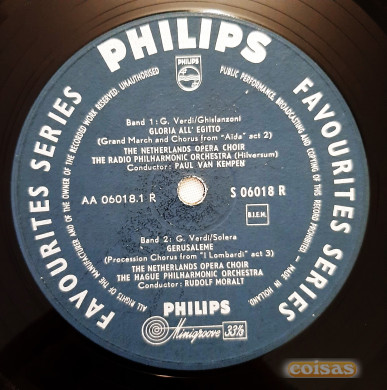 PHILIPS
FAVOURITES SERIES
FAVOURITES SERIES
ALL RIGHTS OF THE MANUFACTURER AND OF THE OWNER OF THE RECORDED WORK RESERVED. UNAUTHORISED
PUBLIC PERFORMANCE, BROADCASTING AND COPYING OF THIS RECORD PROHIBITED - MADE IN HOLLAND.
PHILIPS
Band 1: G. Verdi/Ghislanzoni
GLORIA ALL' EGITTO
(Grand March and Chorus from "Aida" act 2)
THE NETHERLANDS OPERA CHOIR
THE RADIO PHILHARMONIC ORCHESTRA (Hilversum)
Conductor: PAUL VAN KEMPEN
AA 06018.1 R
S 06018 R
B.I.E.M.
Band 2: G. Verdi/Solera
GERUSALEME
(Procession Chorus from "I Lombardi" act 3)
THE NETHERLANDS OPERA CHOIR
THE HAGUE PHILHARMONIC ORCHESTRA
Conductor: RUDOLF MORALT
PHILIPS
Minigroove 33⅓
coisas